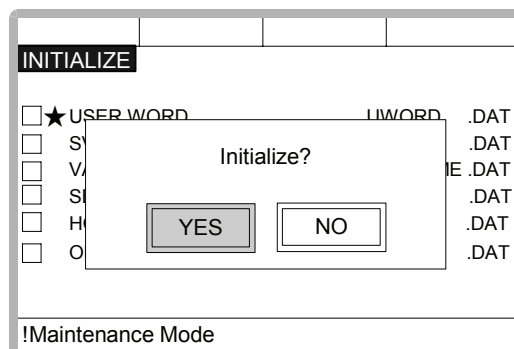 INITIALIZE
★USER WORD UWORD .DAT
.DAT
.DAT
.DAT
.DAT
.DAT
Initialize?
YES NO
!Maintenance Mode